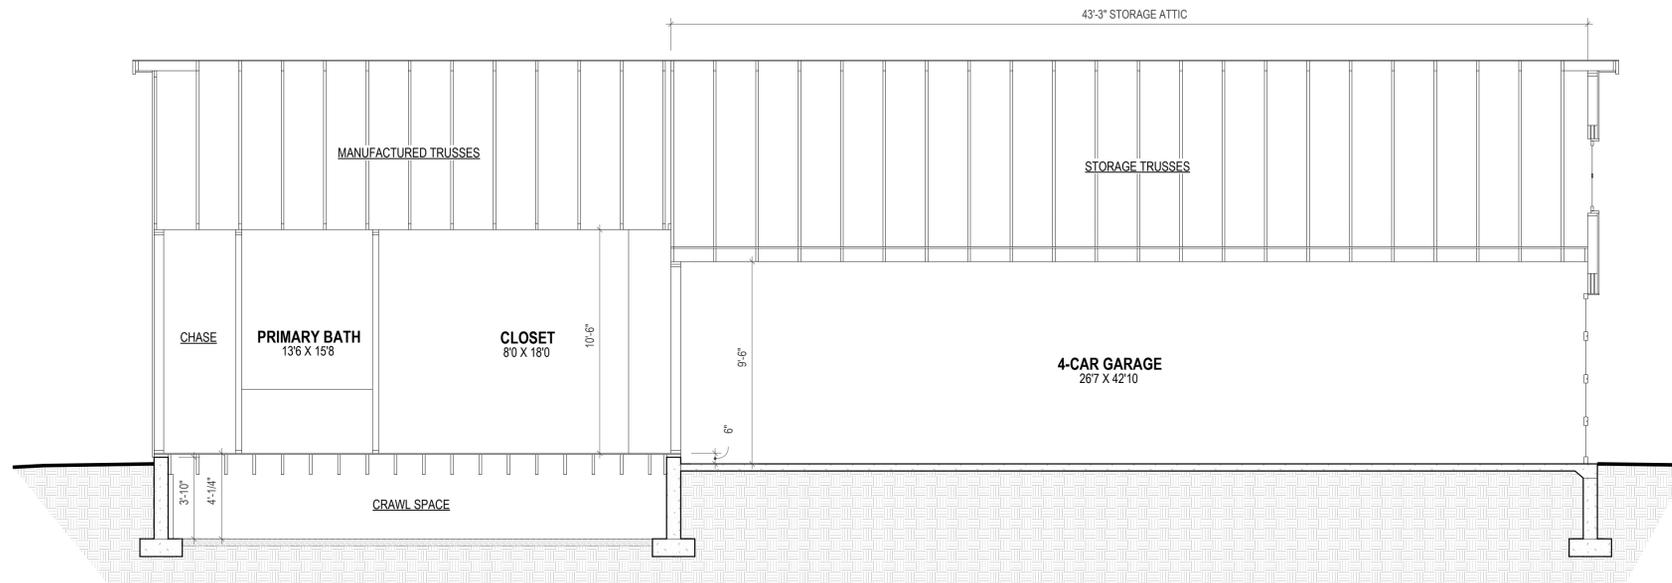 43'-3" STORAGE ATTIC
MANUFACTURED TRUSSES
STORAGE TRUSSES
CHASE
PRIMARY BATH
13'6 X 15'8
CLOSET
8'0 X 18'0
10'-6"
9'-6"
4-CAR GARAGE
26'7 X 42'10
6"
3'-10"
4'-1/4"
CRAWL SPACE